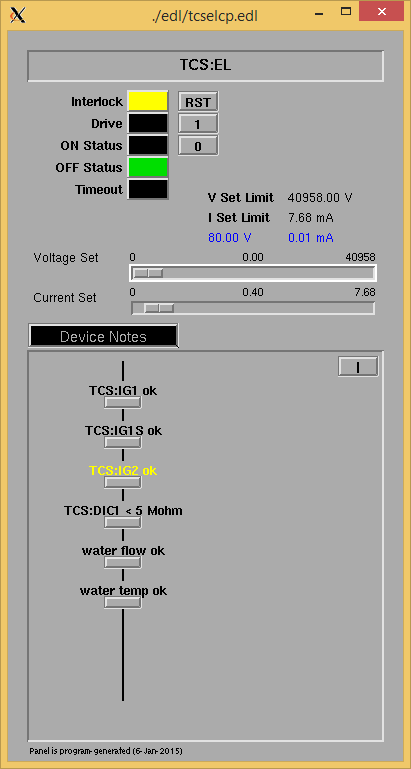 ./edl/tcselcp.edl
TCS:EL
Interlock RST
Drive 1
ON Status 0
OFF Status
Timeout
V Set Limit 40958.00 V
I Set Limit 7.68 mA
80.00 V 0.01 mA
Voltage Set 0 0.00 40958
Current Set 0 0.40 7.68
Device Notes
I
TCS:IG1 ok
TCS:IG1S ok
TCS:IG2 ok
TCS:DIC1 < 5 Mohm
water flow ok
water temp ok
Panel is program-generated (6-Jan-2015)